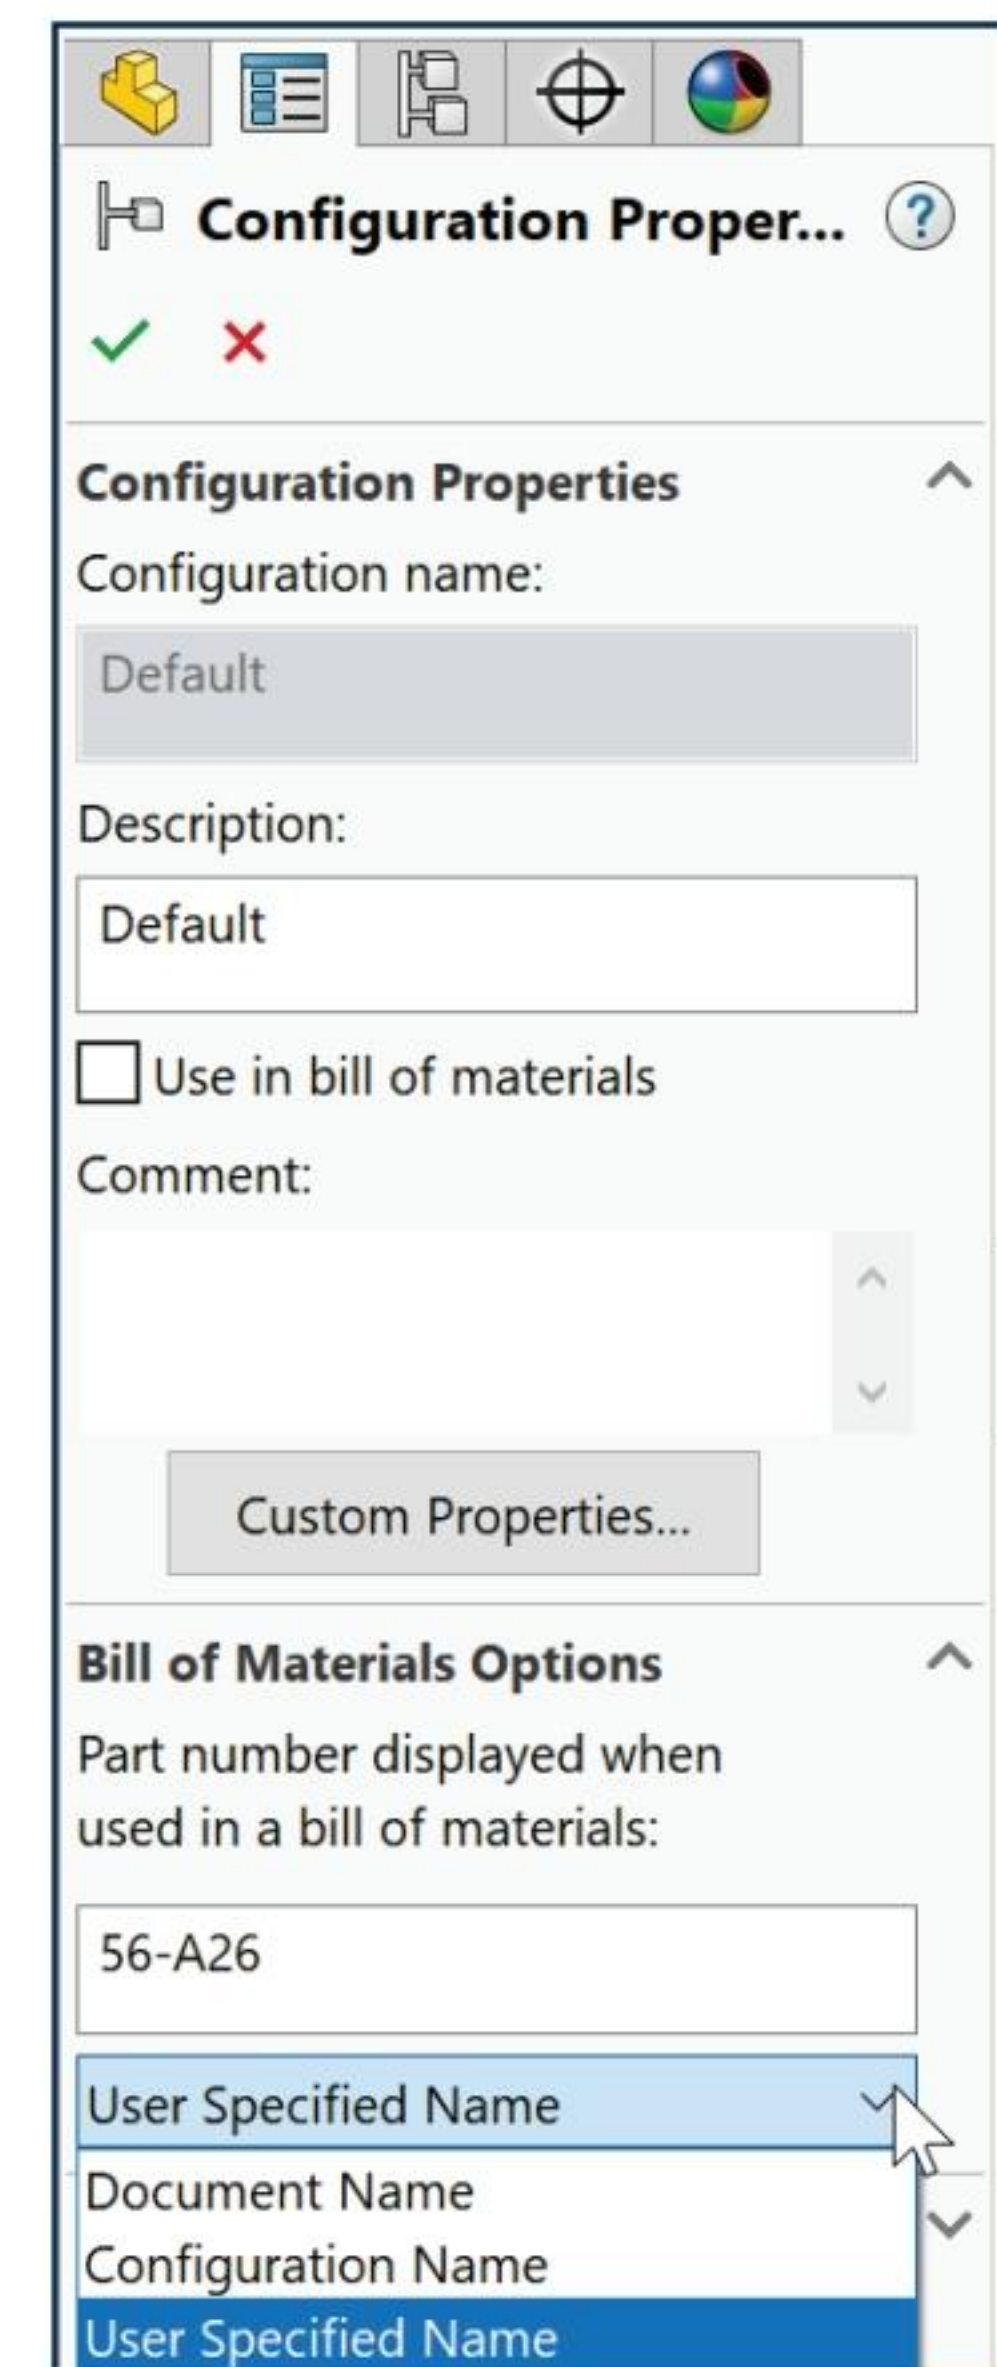 Configuration Proper...
?
Configuration Properties
Configuration name:
Default
Description:
Default
Use in bill of materials
Comment:
Custom Properties...
Bill of Materials Options
Part number displayed when
used in a bill of materials:
56-A26
User Specified Name
Document Name
Configuration Name
User Specified Name